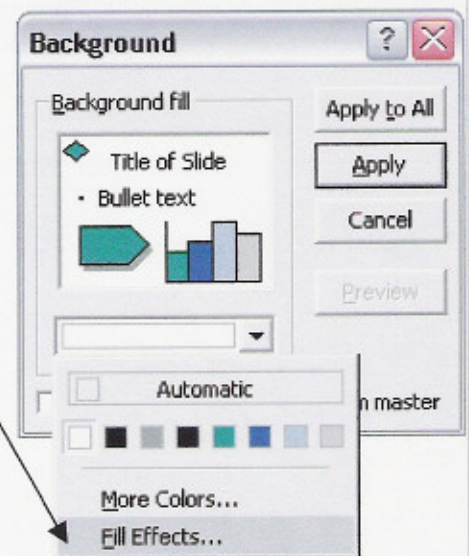 Background
Background fill
Title of Slide
• Bullet text
Apply to All
Apply
Cancel
Preview
Automatic
master
More Colors...
Fill Effects...